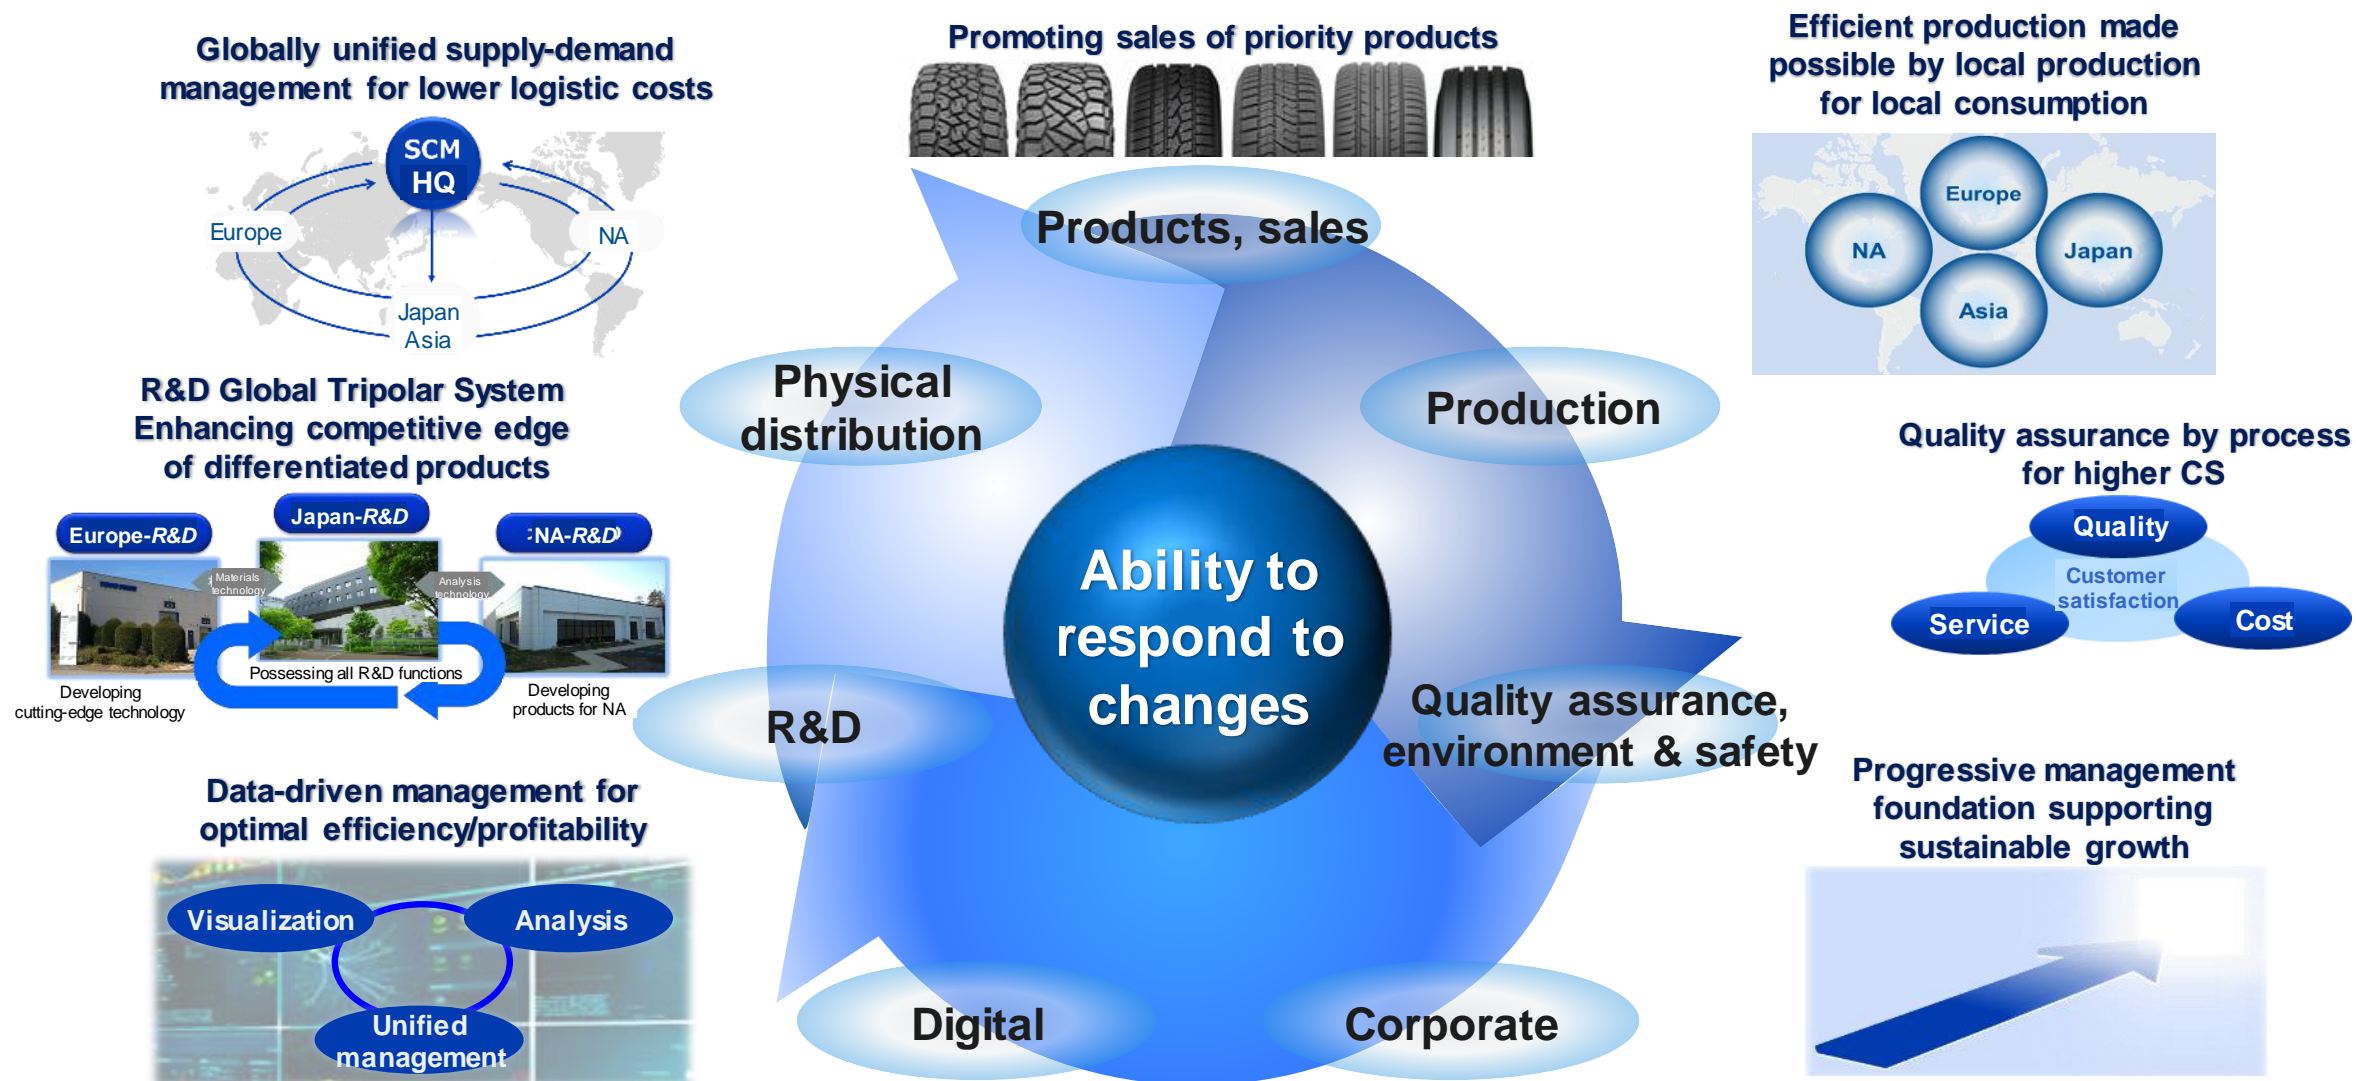 Globally unified supply-demand
management for lower logistic costs
SCM
HQ
Europe
NA
Japan
Asia
Promoting sales of priority products
Efficient production made
possible by local production
for local consumption
Europe
NA
Japan
Asia
Products, sales
Physical
distribution
Production
R&D Global Tripolar System
Enhancing competitive edge
of differentiated products
Europe-R&D
Japan-R&D
NA-R&D
Materials
technology
Analysis
technology
Possessing all R&D functions
Developing
cutting-edge technology
Developing
products for NA
Quality assurance by process
for higher CS
Quality
Customer
satisfaction
Service
Cost
Ability to
respond to
changes
R&D
Quality assurance,
environment & safety
Data-driven management for
optimal efficiency/profitability
Visualization
Analysis
Unified
management
Progressive management
foundation supporting
sustainable growth
Digital
Corporate